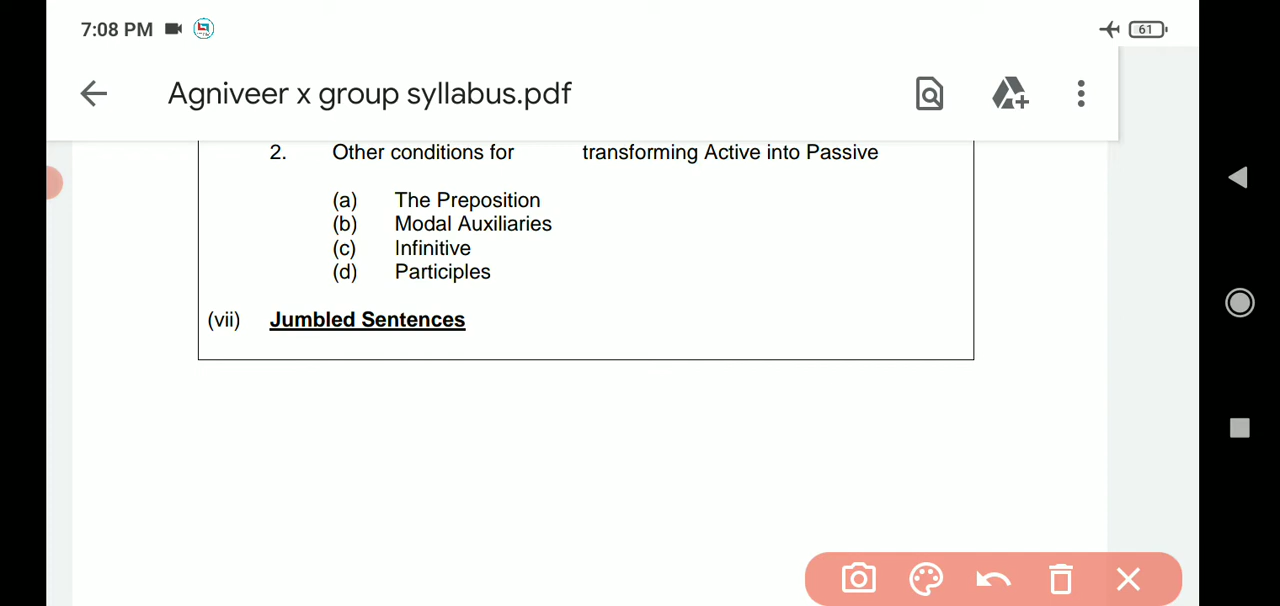 7:08 PM 61
Agniveer x group syllabus.pdf
2. Other conditions for transforming Active into Passive
(a) The Preposition
(b) Modal Auxiliaries
(c) Infinitive
(d) Participles
(vii) Jumbled Sentences